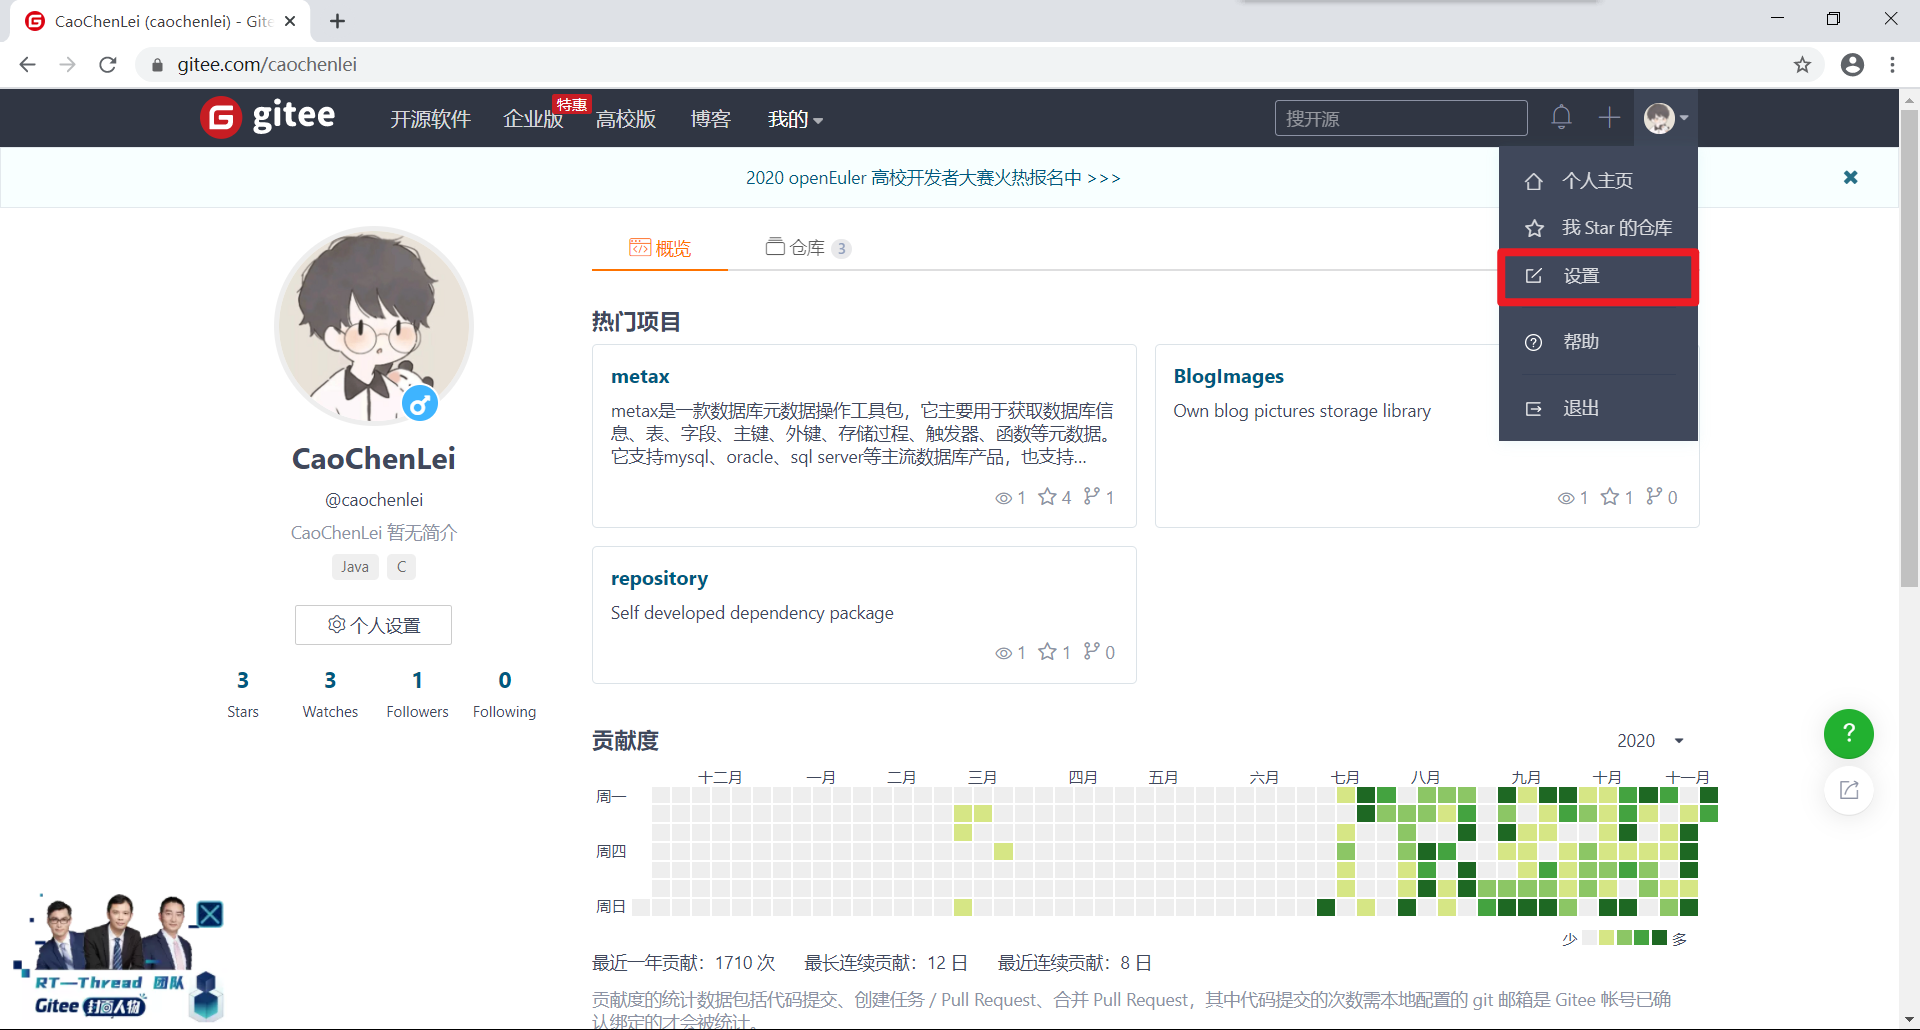 CaoChenLei (caochenlei) - Gite
gitee.com/caochenlei
gitee
开源软件
企业版
特惠
高校版
博客
我的
搜开源
2020 openEuler 高校开发者大赛火热报名中 >>>
个人主页
我 Star 的仓库
设置
帮助
退出
CaoChenLei
@caochenlei
CaoChenLei 暂无简介
Java C
个人设置
3 3 1 0
Stars Watches Followers Following
概览
仓库 3
热门项目
metax
metax是一款数据库元数据操作工具包，它主要用于获取数据库信
息、表、字段、主键、外键、存储过程、触发器、函数等元数据。
它支持mysql、oracle、sql server等主流数据库产品，也支持...
1 4 1
BlogImages
Own blog pictures storage library
1 1 0
repository
Self developed dependency package
1 1 0
贡献度
2020
十二月 一月 二月 三月 四月 五月 六月 七月 八月 九月 十月 十一月
周一
周四
周日
少 多
最近一年贡献：1710 次 最长连续贡献：12 日 最近连续贡献：8 日
贡献度的统计数据包括代码提交、创建任务 / Pull Request、合并 Pull Request，其中代码提交的次数需本地配置的 git 邮箱是 Gitee 帐号已确
认绑定的才会被统计。
RT—Thread 团队
Gitee 封面人物
?